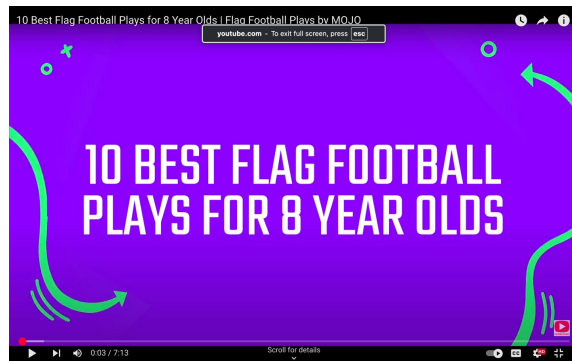 10 Best Flag Football Plays for 8 Year Olds | Flag Football Plays by MOJO
youtube.com - To exit full screen, press esc
10 BEST FLAG FOOTBALL
PLAYS FOR 8 YEAR OLDS
0:03 / 7:13
Scroll for details
CC
HD